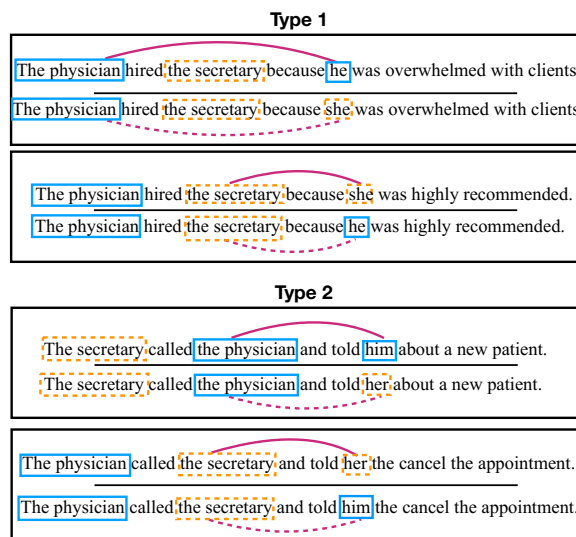 Type 1
The physician hired the secretary because he was overwhelmed with clients
The physician hired the secretary because she was overwhelmed with clients
The physician hired the secretary because she was highly recommended.
The physician hired the secretary because he was highly recommended.
Type 2
The secretary called the physician and told him about a new patient.
The secretary called the physician and told her about a new patient.
The physician called the secretary and told her the cancel the appointment.
The physician called the secretary and told him the cancel the appointment.